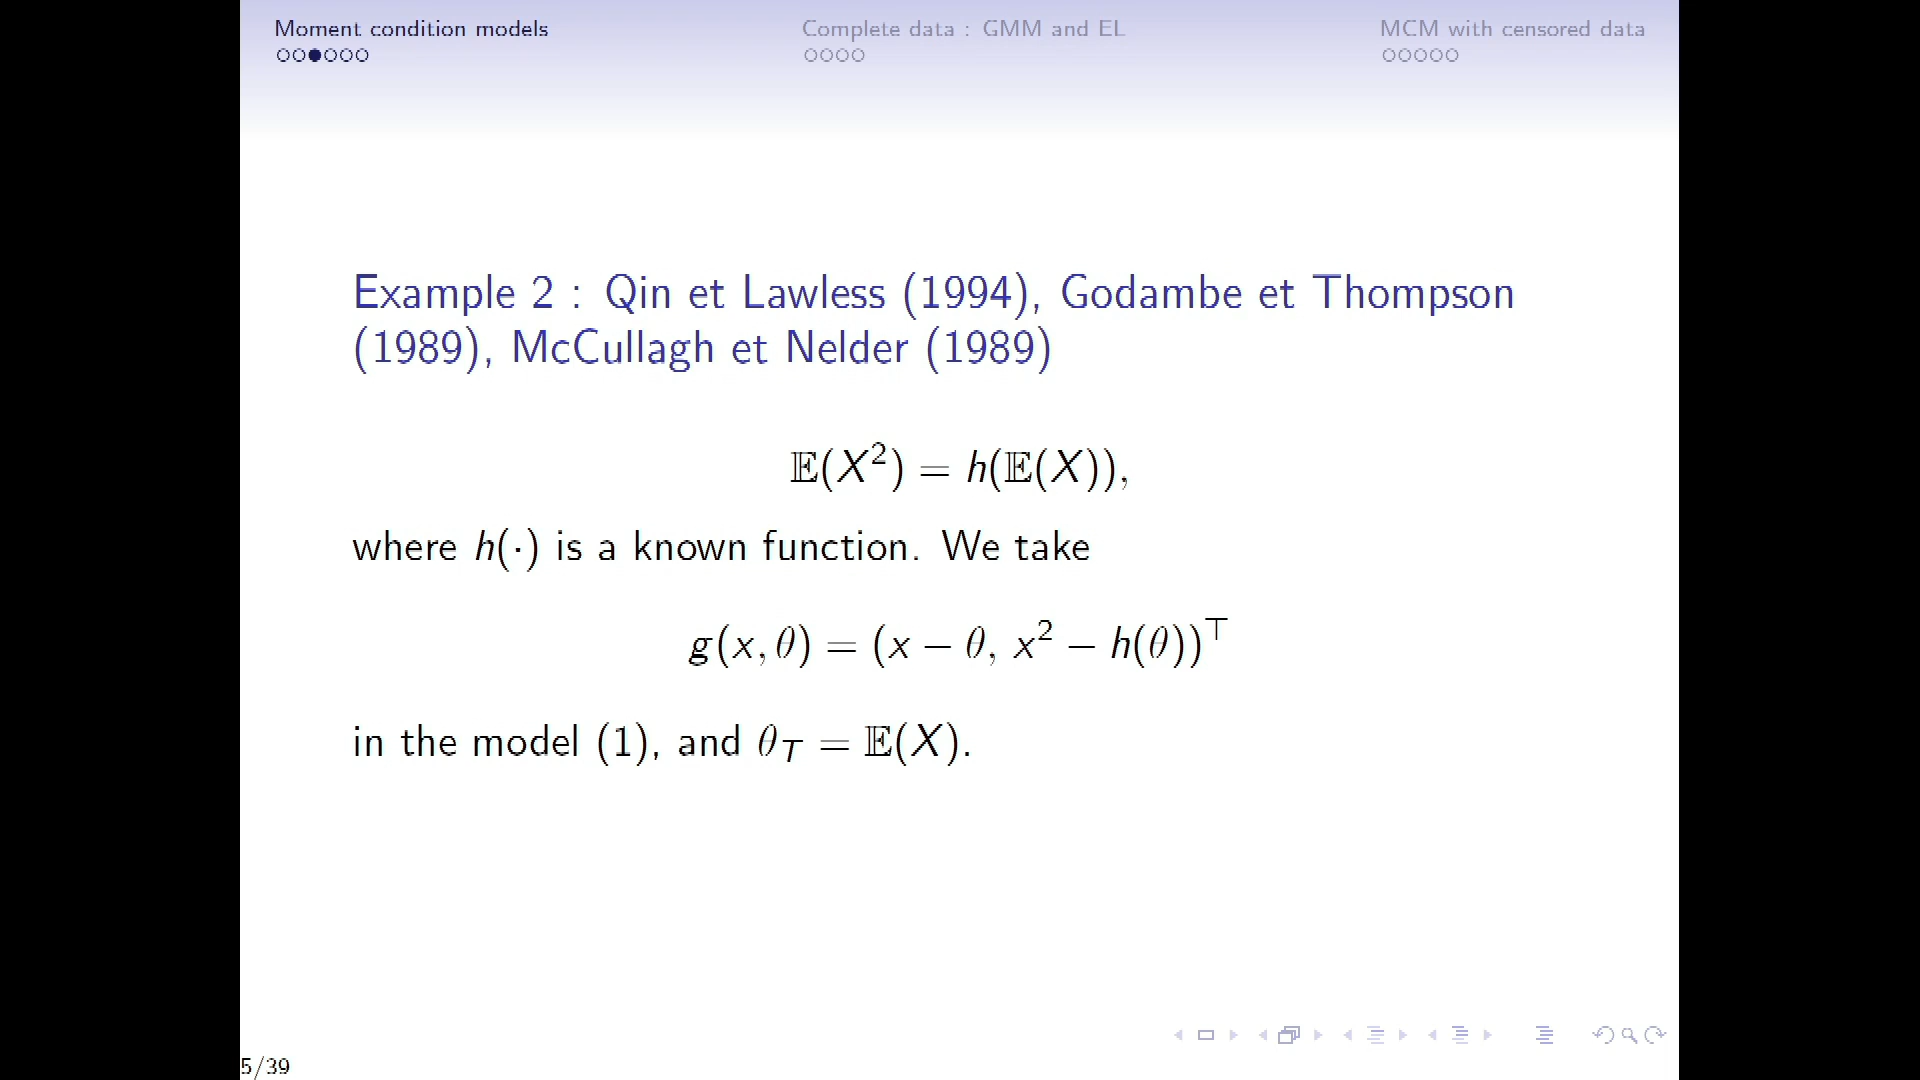 Moment condition models Complete data : GMM and EL MCM with censored data
Example 2 : Qin et Lawless (1994), Godambe et Thompson
(1989), McCullagh et Nelder (1989)
𝔼(X²) = h(𝔼(X)),
where h(·) is a known function. We take
g(x, θ) = (x − θ, x² − h(θ))⊤
in the model (1), and θ_T = 𝔼(X).
5/39